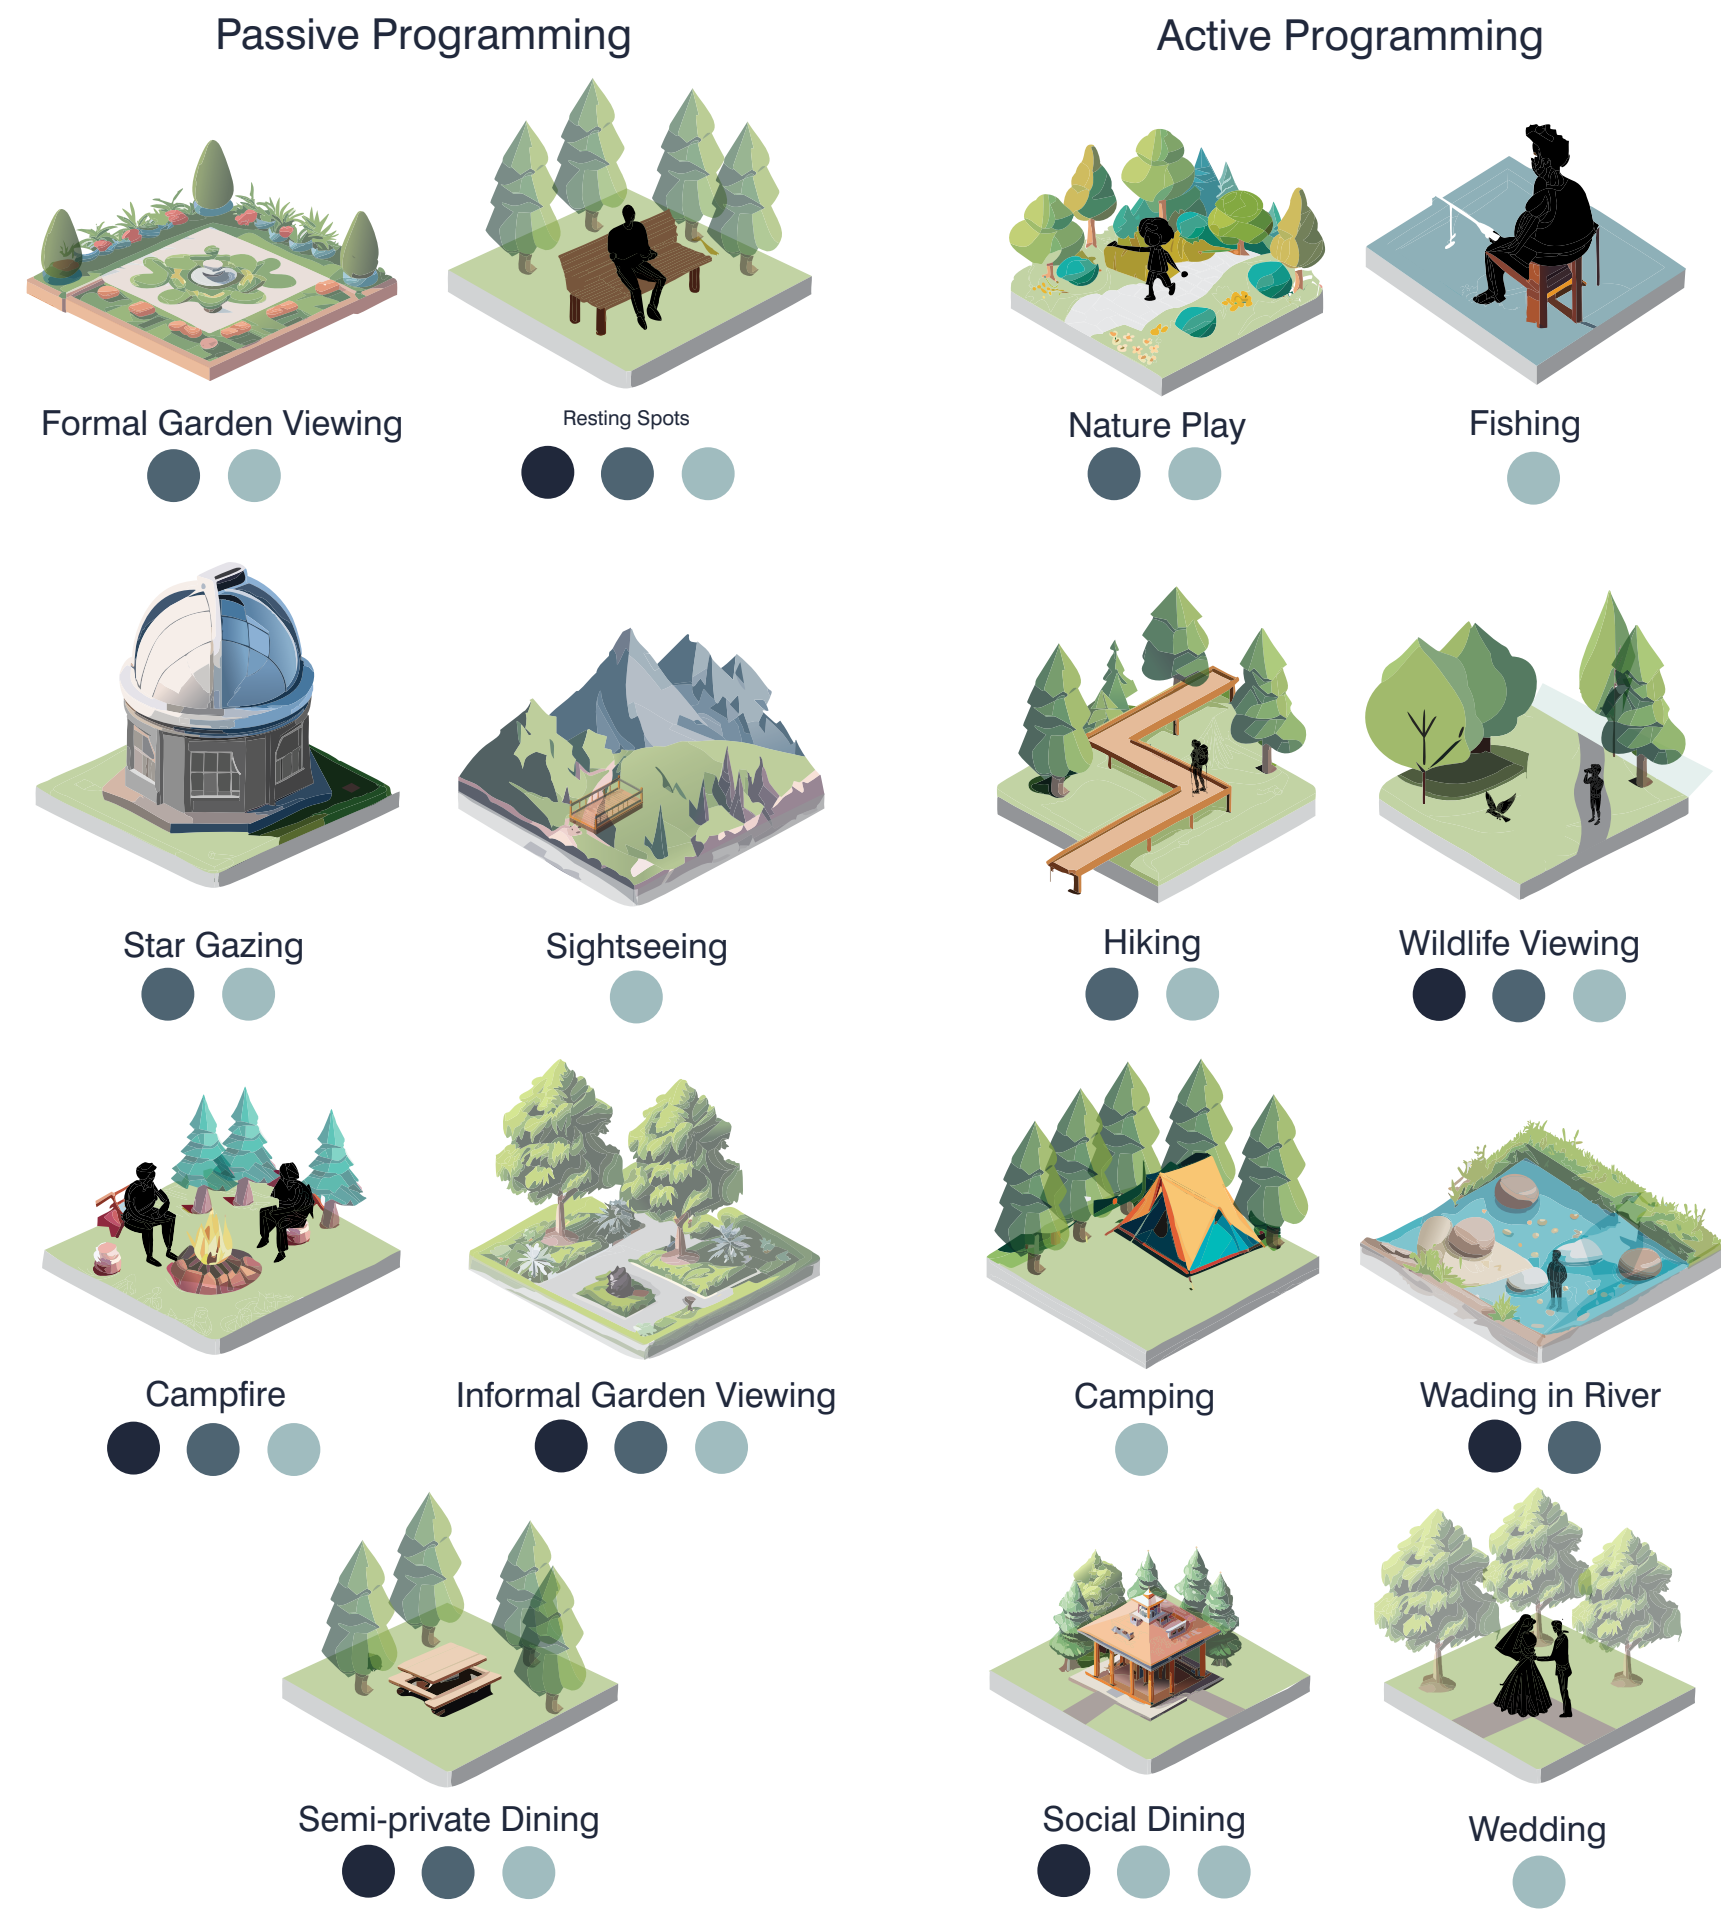 Passive Programming
Active Programming
Formal Garden Viewing
Resting Spots
Nature Play
Fishing
Star Gazing
Sightseeing
Hiking
Wildlife Viewing
Campfire
Informal Garden Viewing
Camping
Wading in River
Semi-private Dining
Social Dining
Wedding